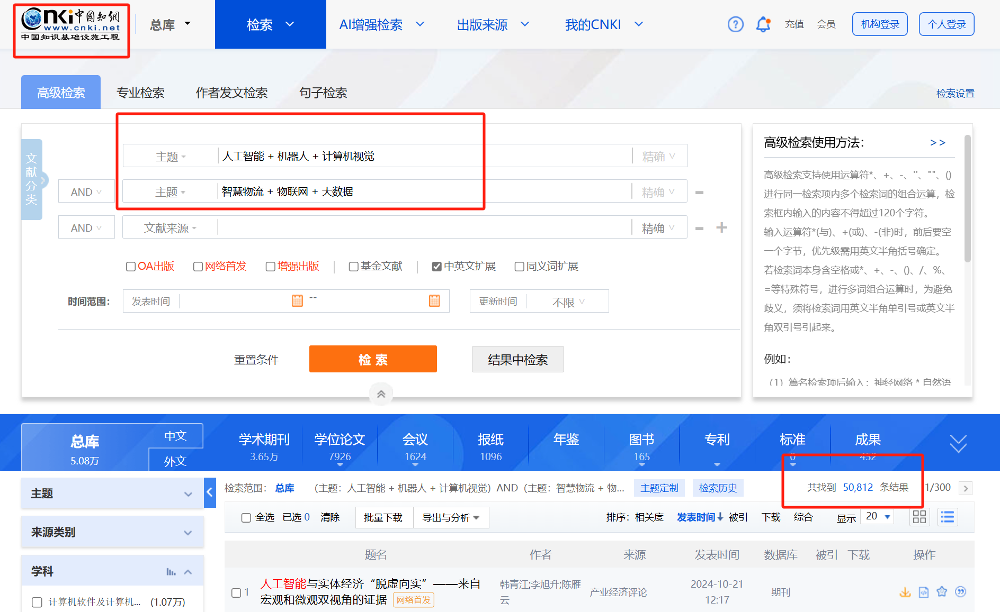 cnki中国知網
www.cnki.net
中国知识基础设施工程
总库
检索
AI增强检索
出版来源
我的CNKI
充值
会员
机构登录
个人登录
高级检索
专业检索
作者发文检索
句子检索
检索设置
文献分类
主题
人工智能 + 机器人 + 计算机视觉
精确
AND
主题
智慧物流 + 物联网 + 大数据
精确
AND
文献来源
精确
OA出版
网络首发
增强出版
基金文献
中英文扩展
同义词扩展
时间范围：
发表时间
--
更新时间
不限
重置条件
检 索
结果中检索
高级检索使用方法：
>>
高级检索支持使用运算符*、+、-、''、""、()
进行同一检索项内多个检索词的组合运算，检
索框内输入的内容不得超过120个字符。
输入运算符*(与)、+(或)、-(非)时，前后要空
一个字节，优先级需用英文半角括号确定。
若检索词本身含空格或*、+、-、()、/、%、
=等特殊符号，进行多词组合运算时，为避免
歧义，须将检索词用英文半角单引号或英文半
角双引号引起来。
例如：
（1）篇名检索项后输入：神经网络 * 自然语
总库
5.08万
中文
外文
学术期刊
3.65万
学位论文
7926
会议
1624
报纸
1096
年鉴
图书
165
专利
标准
0
成果
452
主题
来源类别
学科
计算机软件及计算机... (1.07万)
检索范围：总库 （主题：人工智能 + 机器人 + 计算机视觉）AND（主题：智慧物流 + 物...
主题定制
检索历史
共找到 50,812 条结果
1/300
全选 已选 0 清除
批量下载
导出与分析
排序：相关度 发表时间↓ 被引 下载 综合
显示 20
题名 作者 来源 发表时间 数据库 被引 下载 操作
1
人工智能与实体经济“脱虚向实”——来自
宏观和微观双视角的证据 网络首发
韩青江;李旭升;陈雁
云
产业经济评论
2024-10-21
12:17
期刊